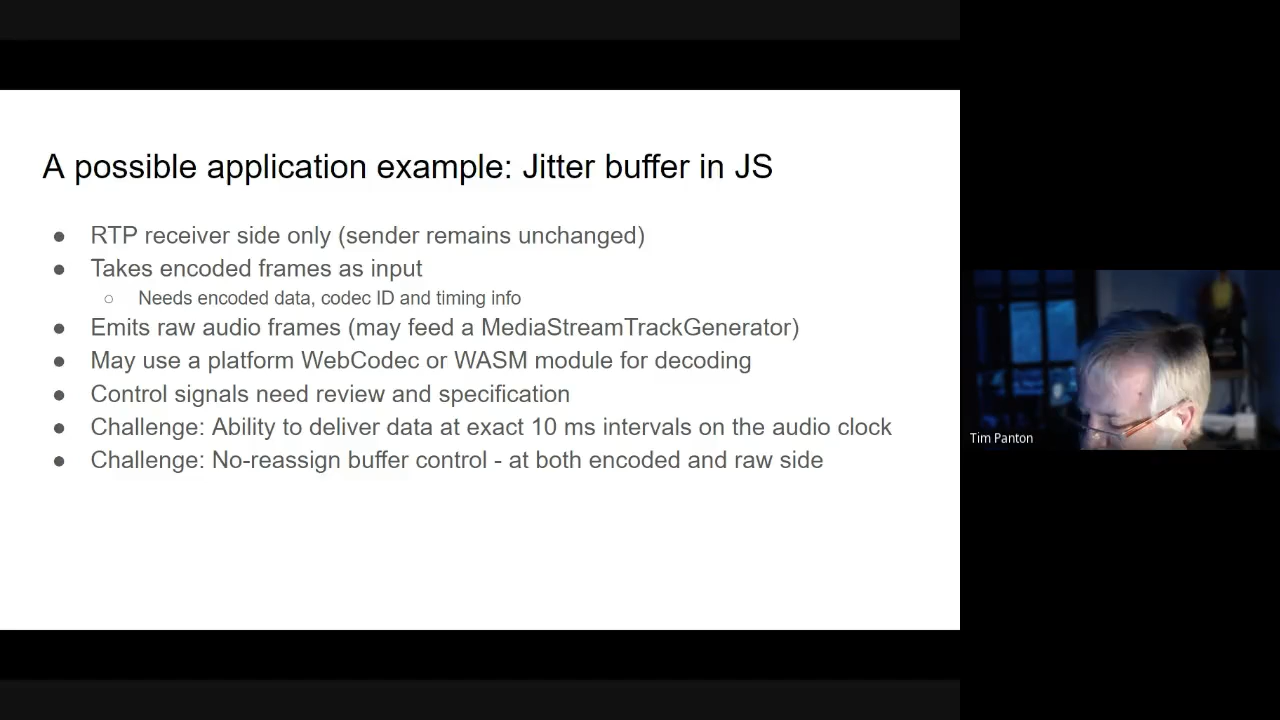 A possible application example: Jitter buffer in JS
● RTP receiver side only (sender remains unchanged)
● Takes encoded frames as input
○ Needs encoded data, codec ID and timing info
● Emits raw audio frames (may feed a MediaStreamTrackGenerator)
● May use a platform WebCodec or WASM module for decoding
● Control signals need review and specification
● Challenge: Ability to deliver data at exact 10 ms intervals on the audio clock
● Challenge: No-reassign buffer control - at both encoded and raw side
Tim Panton